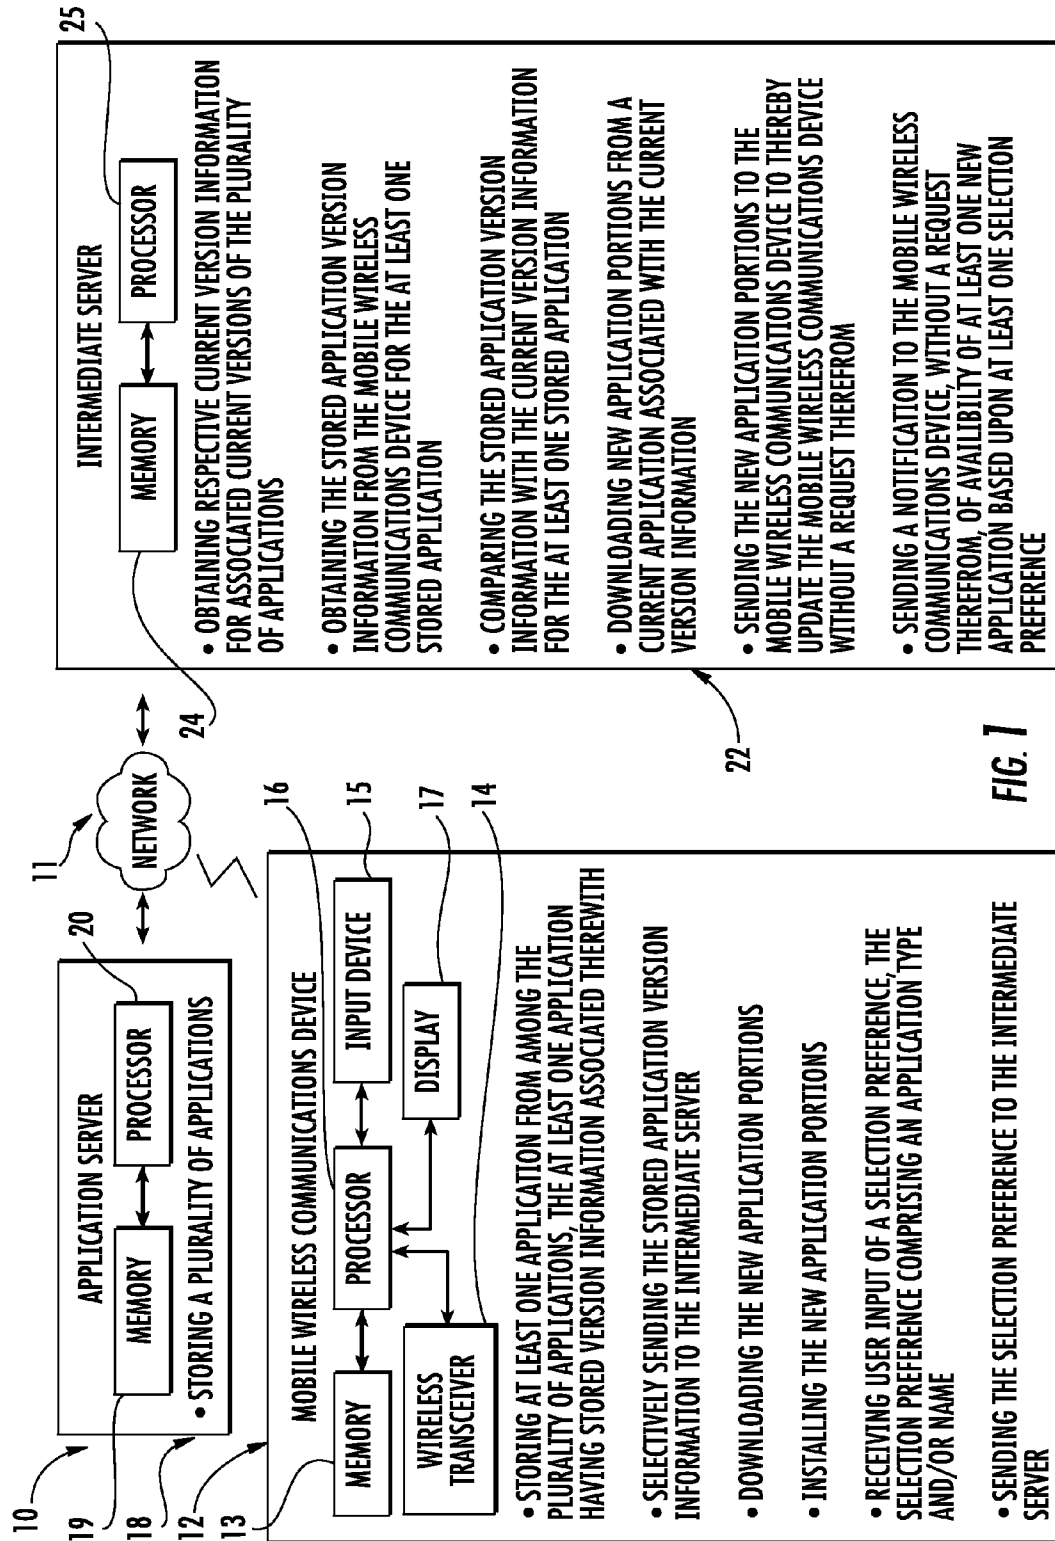 10
18
APPLICATION SERVER
MEMORY
PROCESSOR
19
20
• STORING A PLURALITY OF APPLICATIONS
11
NETWORK
12
MOBILE WIRELESS COMMUNICATIONS DEVICE
13
MEMORY
PROCESSOR
INPUT DEVICE
WIRELESS
TRANSCEIVER
DISPLAY
16
15
17
14
• STORING AT LEAST ONE APPLICATION FROM AMONG THE
PLURALITY OF APPLICATIONS, THE AT LEAST ONE APPLICATION
HAVING STORED VERSION INFORMATION ASSOCIATED THEREWITH
• SELECTIVELY SENDING THE STORED APPLICATION VERSION
INFORMATION TO THE INTERMEDIATE SERVER
• DOWNLOADING THE NEW APPLICATION PORTIONS
• INSTALLING THE NEW APPLICATION PORTIONS
• RECEIVING USER INPUT OF A SELECTION PREFERENCE, THE
SELECTION PREFERENCE COMPRISING AN APPLICATION TYPE
AND/OR NAME
• SENDING THE SELECTION PREFERENCE TO THE INTERMEDIATE
SERVER
INTERMEDIATE SERVER
MEMORY
PROCESSOR
24
25
• OBTAINING RESPECTIVE CURRENT VERSION INFORMATION
FOR ASSOCIATED CURRENT VERSIONS OF THE PLURALITY
OF APPLICATIONS
• OBTAINING THE STORED APPLICATION VERSION
INFORMATION FROM THE MOBILE WIRELESS
COMMUNICATIONS DEVICE FOR THE AT LEAST ONE
STORED APPLICATION
• COMPARING THE STORED APPLICATION VERSION
INFORMATION WITH THE CURRENT VERSION INFORMATION
FOR THE AT LEAST ONE STORED APPLICATION
• DOWNLOADING NEW APPLICATION PORTIONS FROM A
CURRENT APPLICATION ASSOCIATED WITH THE CURRENT
VERSION INFORMATION
• SENDING THE NEW APPLICATION PORTIONS TO THE
MOBILE WIRELESS COMMUNICATIONS DEVICE TO THEREBY
UPDATE THE MOBILE WIRELESS COMMUNICATIONS DEVICE
WITHOUT A REQUEST THEREFROM
• SENDING A NOTIFICATION TO THE MOBILE WIRELESS
COMMUNICATIONS DEVICE, WITHOUT A REQUEST
THEREFROM, OF AVAILIBILITY OF AT LEAST ONE NEW
APPLICATION BASED UPON AT LEAST ONE SELECTION
PREFERENCE
22
FIG. 1